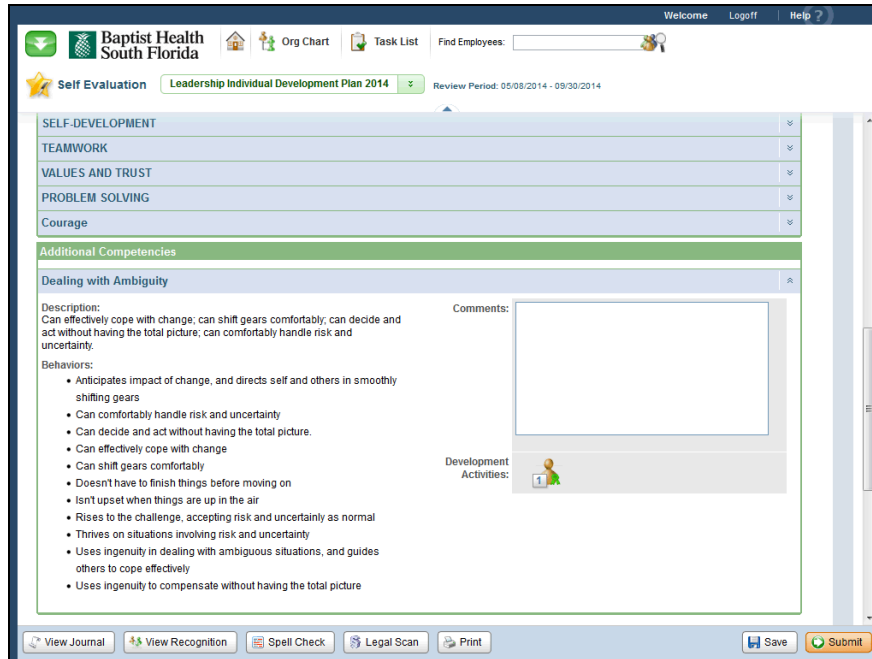 Welcome Logoff | Help ?
Baptist Health
South Florida
Org Chart
Task List
Find Employees:
Self Evaluation
Leadership Individual Development Plan 2014
Review Period: 05/08/2014 - 09/30/2014
SELF-DEVELOPMENT
TEAMWORK
VALUES AND TRUST
PROBLEM SOLVING
Courage
Additional Competencies
Dealing with Ambiguity
Description:
Can effectively cope with change; can shift gears comfortably; can decide and
act without having the total picture; can comfortably handle risk and
uncertainty.
Behaviors:
• Anticipates impact of change, and directs self and others in smoothly
shifting gears
• Can comfortably handle risk and uncertainty
• Can decide and act without having the total picture.
• Can effectively cope with change
• Can shift gears comfortably
• Doesn't have to finish things before moving on
• Isn't upset when things are up in the air
• Rises to the challenge, accepting risk and uncertainly as normal
• Thrives on situations involving risk and uncertainty
• Uses ingenuity in dealing with ambiguous situations, and guides
others to cope effectively
• Uses ingenuity to compensate without having the total picture
Comments:
Development
Activities:
1
View Journal
View Recognition
Spell Check
Legal Scan
Print
Save
Submit